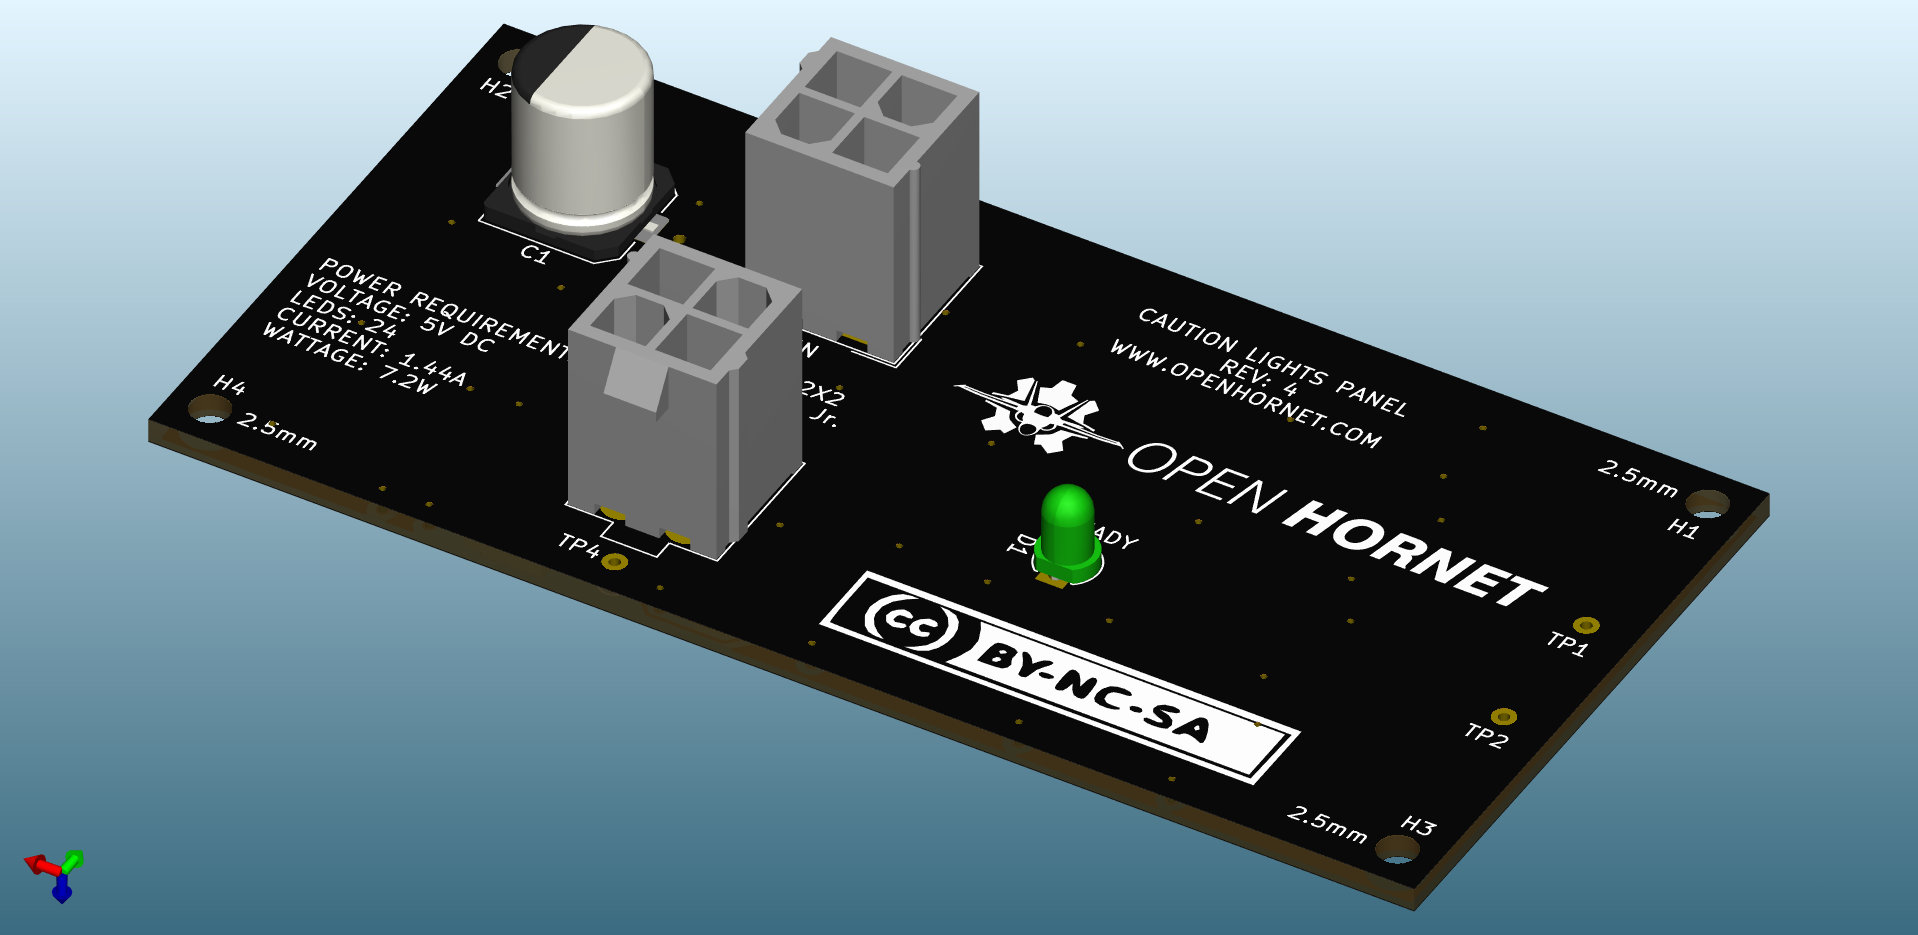 H2
C1
POWER REQUIREMENT
VOLTAGE: 5V DC
LEDS: 24
CURRENT: 1.44A
WATTAGE: 7.2W
H4
2.5mm
2X2
Jr.
TP4
CAUTION LIGHTS PANEL
REV: 4
WWW.OPENHORNET.COM
OPEN HORNET
2.5mm
H1
TP1
TP2
cc BY-NC-SA
2.5mm
H3